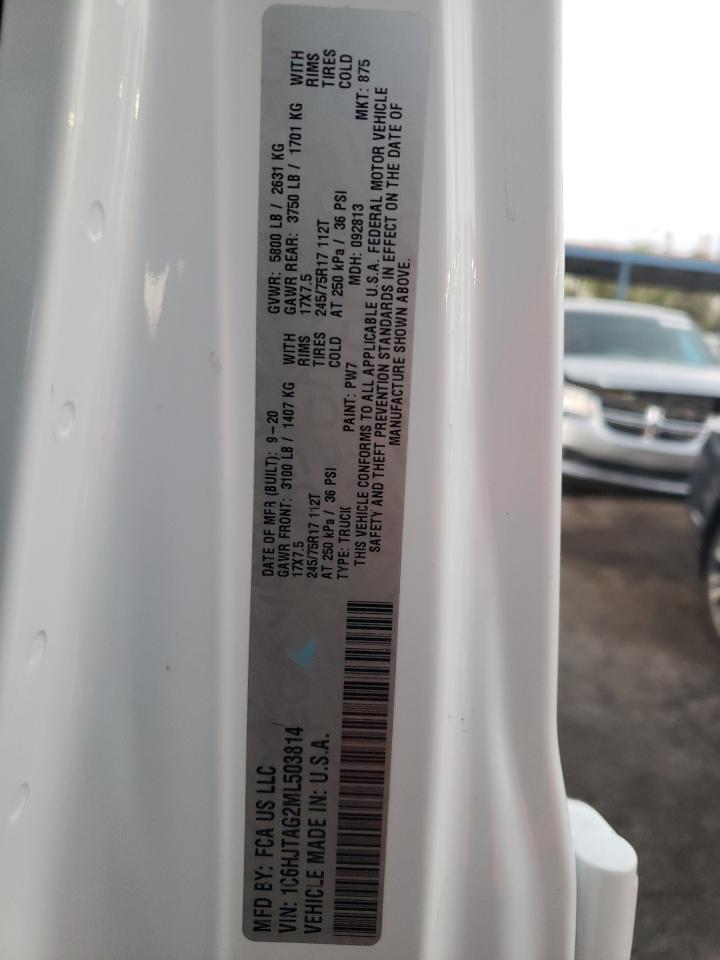 MFD BY: FCA US LLC
VIN: 1C6HJTAG2ML503814
VEHICLE MADE IN: U.S.A.
DATE OF MFR (BUILT): 9-20 GVWR: 5800 LB / 2631 KG
GAWR FRONT: 3100 LB / 1407 KG WITH GAWR REAR: 3750 LB / 1701 KG WITH
17X7.5 RIMS 17X7.5 RIMS
245/75R17 112T TIRES 245/75R17 112T TIRES
AT 250 kPa / 36 PSI COLD AT 250 kPa / 36 PSI COLD
TYPE: TRUCK PAINT: PW7 MDH: 092813 MKT: 875
THIS VEHICLE CONFORMS TO ALL APPLICABLE U.S.A. FEDERAL MOTOR VEHICLE
SAFETY AND THEFT PREVENTION STANDARDS IN EFFECT ON THE DATE OF
MANUFACTURE SHOWN ABOVE.